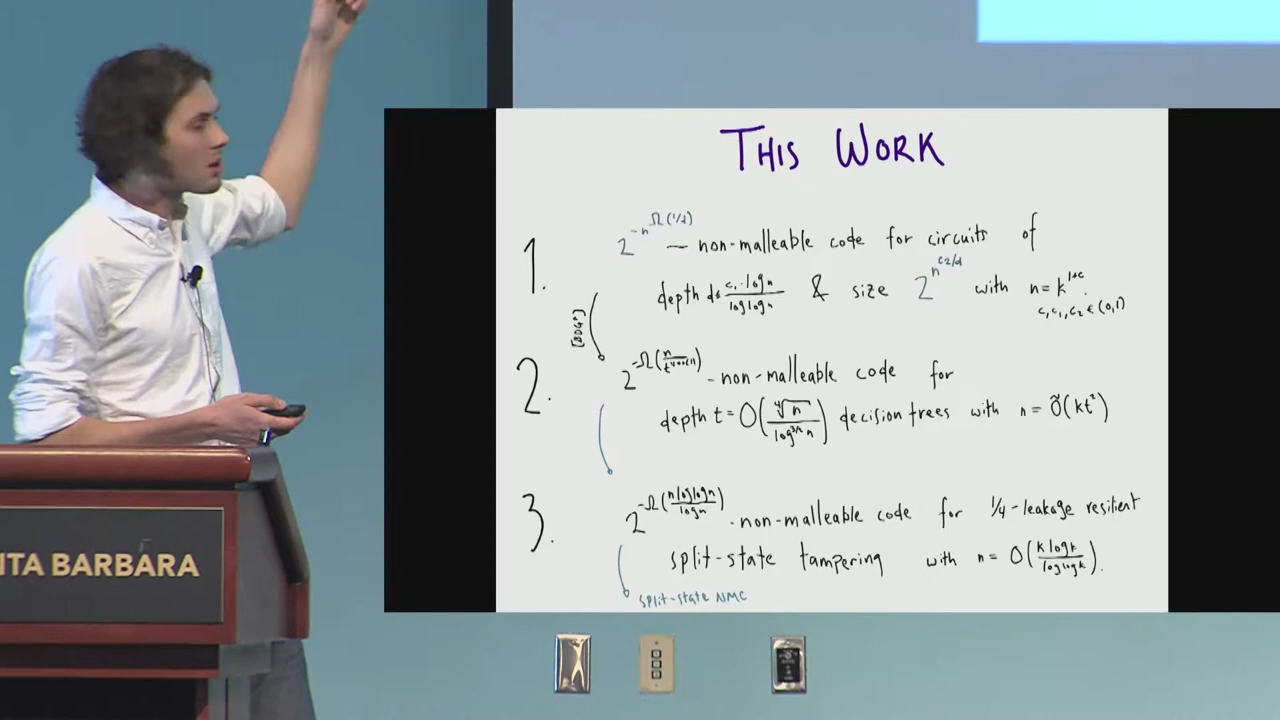 THIS WORK
1. 2^{-n^{Ω(1/d)}} - non-malleable code for circuits of
depth d ≤ c₁·log n / log log n & size 2^{n^{c₂/d}} with n = k^{1+c}.
c, c₁, c₂ ∈ (0,1)
2. 2^{-Ω(n/t^{4+o(1)})} - non-malleable code for
depth t = O(∜n / log^{3/2} n) decision trees with n = Õ(kt²)
3. 2^{-Ω(n log log n / log n)} - non-malleable code for 1/4-leakage resilient
split-state tampering with n = O(k log k / log log k).
split-state NMC
ITA BARBARA